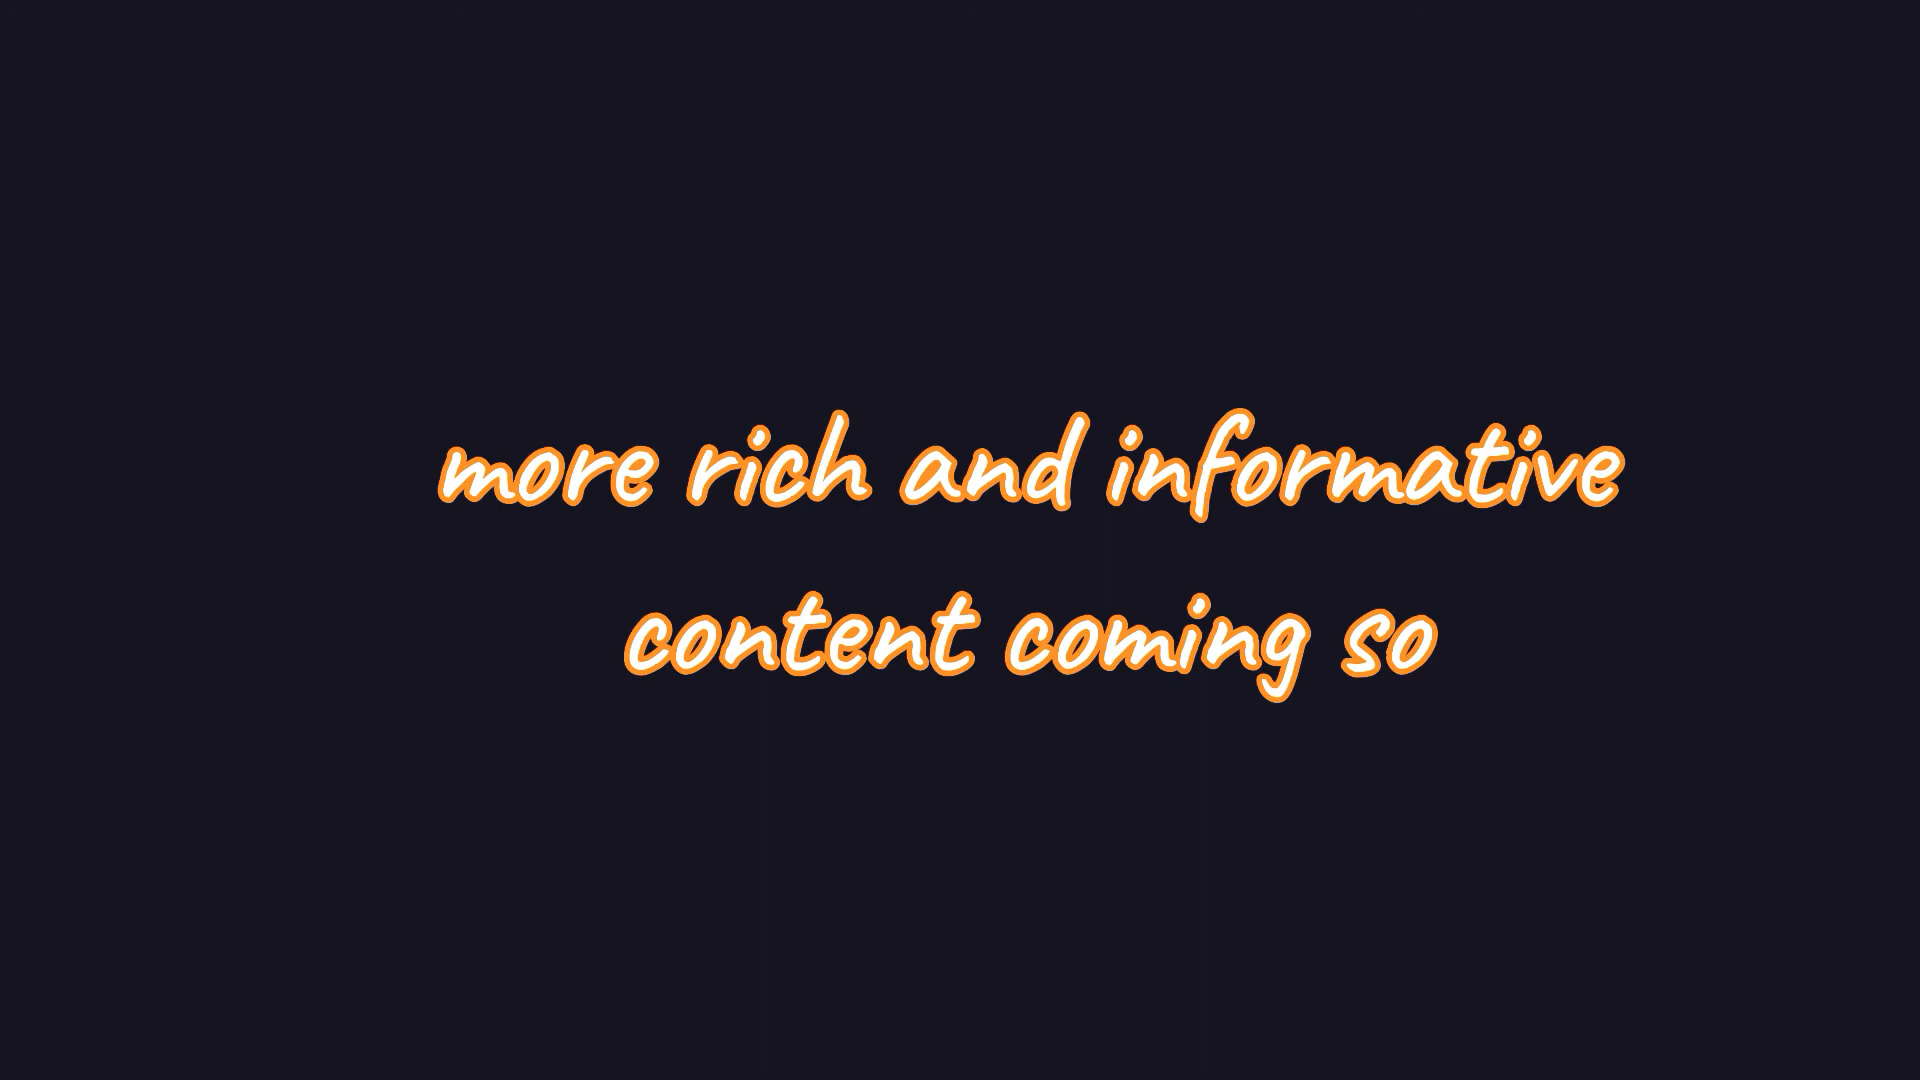 more rich and informative
content coming so